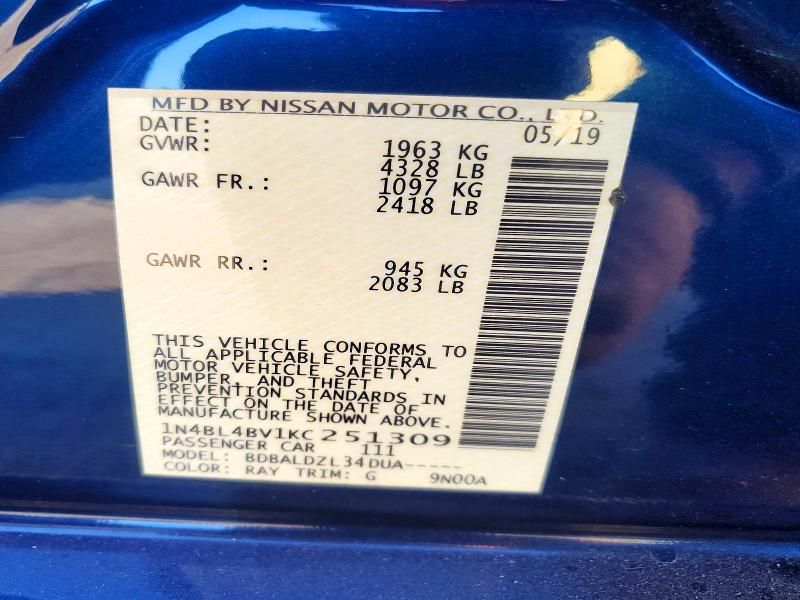 MFD BY NISSAN MOTOR CO., LTD.
DATE: 05/19
GVWR: 1963 KG
4328 LB
GAWR FR.: 1097 KG
2418 LB
GAWR RR.: 945 KG
2083 LB
THIS VEHICLE CONFORMS TO
ALL APPLICABLE FEDERAL
MOTOR VEHICLE SAFETY,
BUMPER, AND THEFT
PREVENTION STANDARDS IN
EFFECT ON THE DATE OF
MANUFACTURE SHOWN ABOVE.
1N4BL4BV1KC251309
PASSENGER CAR 111
MODEL: BDBALDZL34DUA-----
COLOR: RAY TRIM: G 9N00A